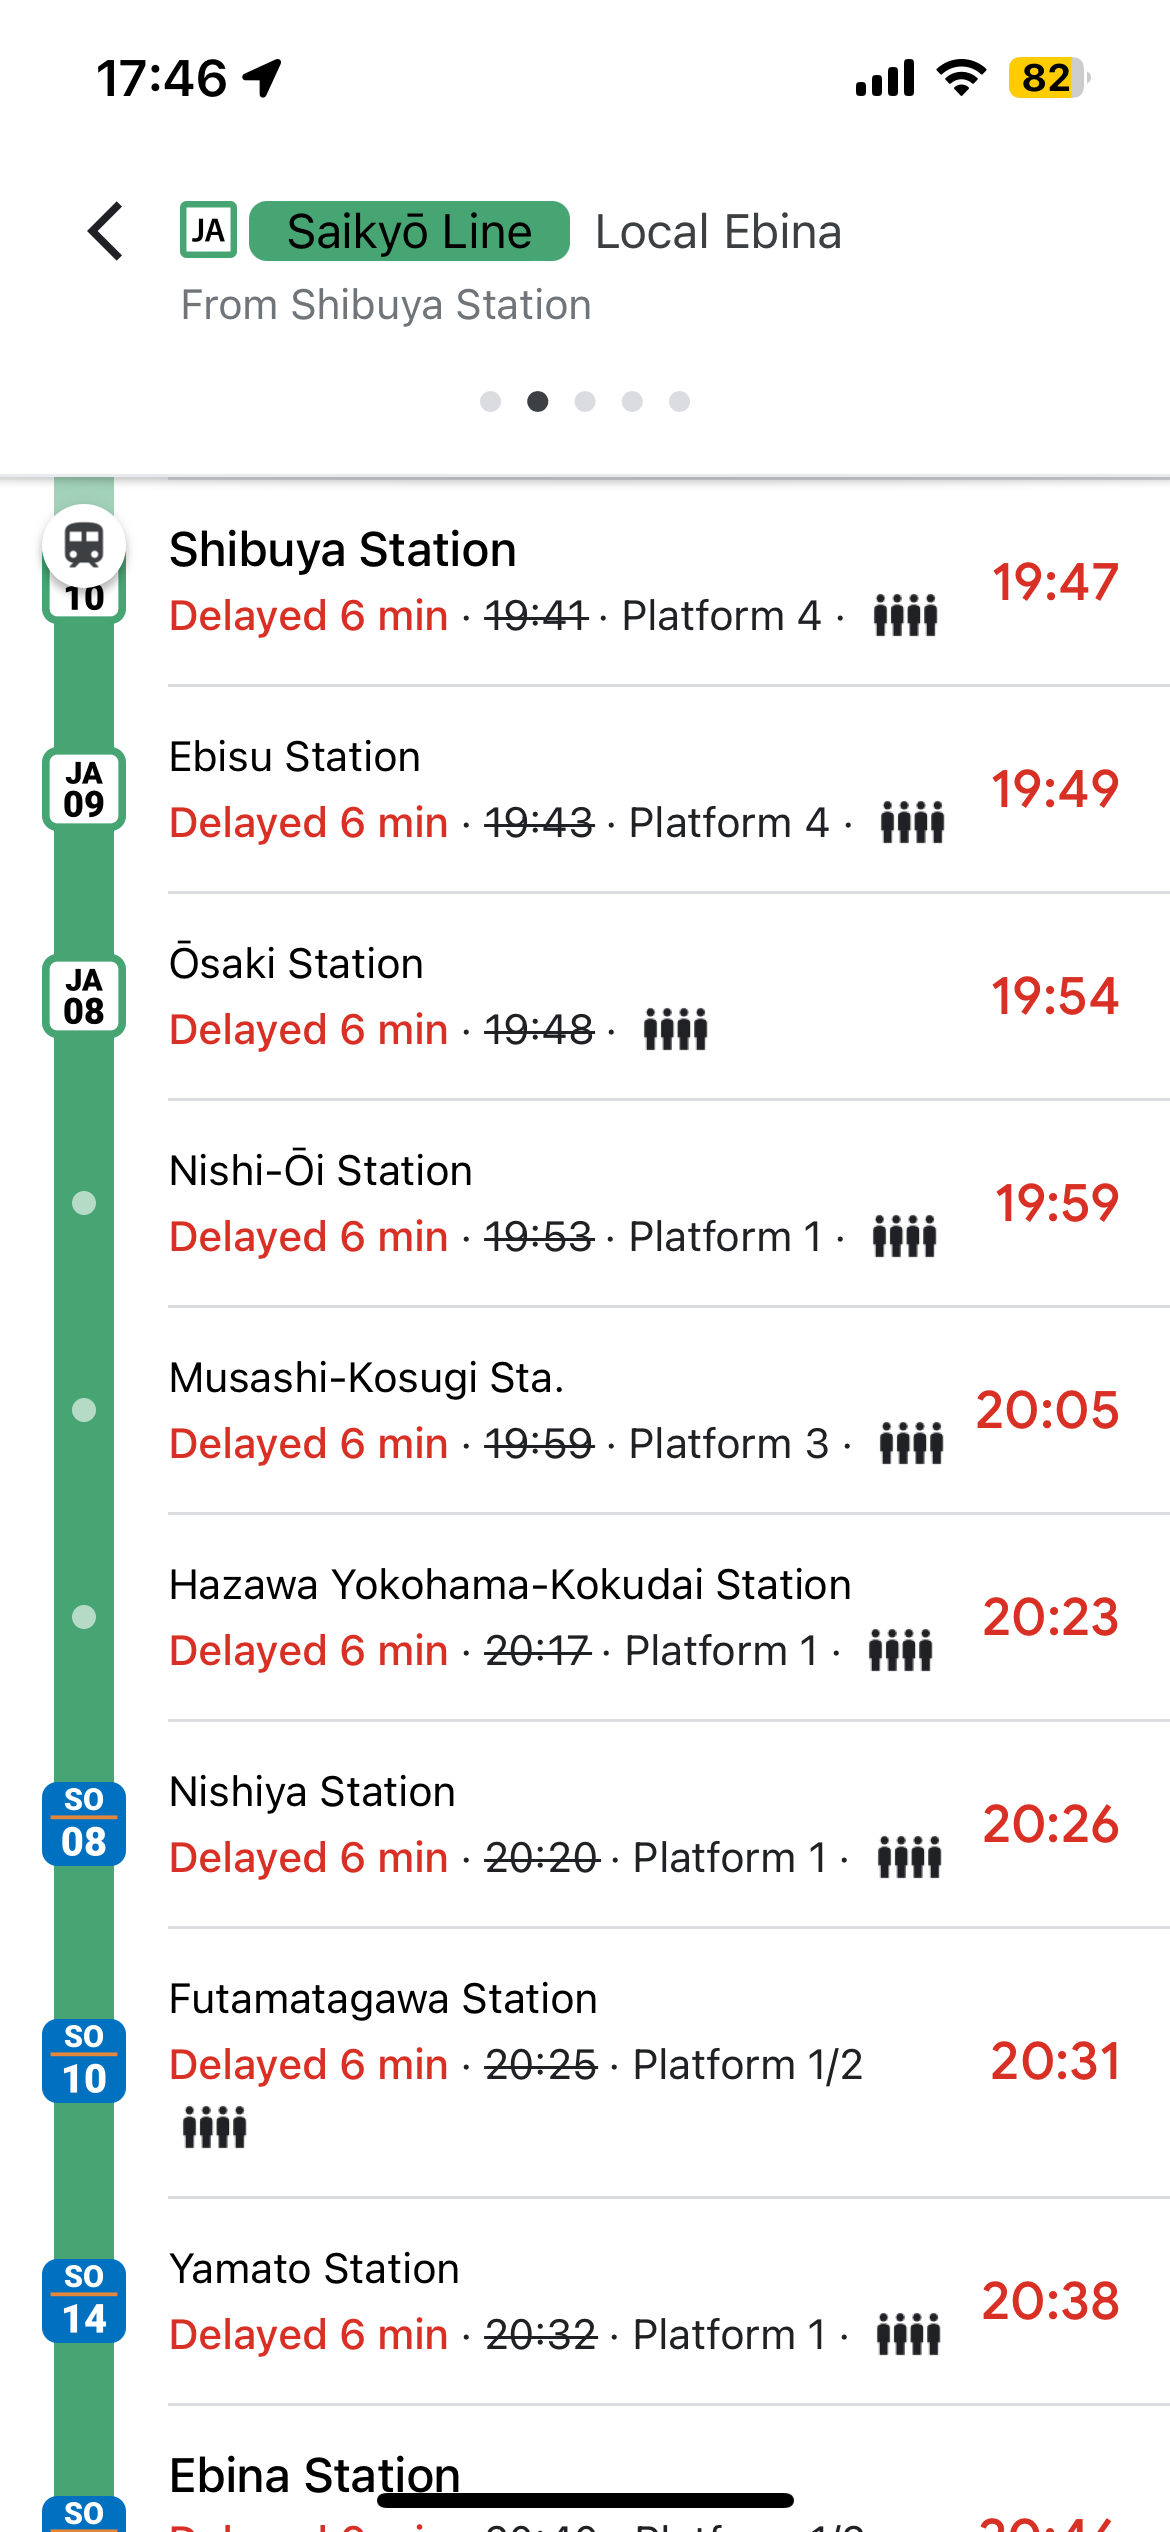 17:46
82
JA Saikyō Line Local Ebina
From Shibuya Station
10
Shibuya Station
Delayed 6 min · 19:41 · Platform 4 ·
19:47
JA
09
Ebisu Station
Delayed 6 min · 19:43 · Platform 4 ·
19:49
JA
08
Ōsaki Station
Delayed 6 min · 19:48 ·
19:54
Nishi-Ōi Station
Delayed 6 min · 19:53 · Platform 1 ·
19:59
Musashi-Kosugi Sta.
Delayed 6 min · 19:59 · Platform 3 ·
20:05
Hazawa Yokohama-Kokudai Station
Delayed 6 min · 20:17 · Platform 1 ·
20:23
SO
08
Nishiya Station
Delayed 6 min · 20:20 · Platform 1 ·
20:26
SO
10
Futamatagawa Station
Delayed 6 min · 20:25 · Platform 1/2
20:31
SO
14
Yamato Station
Delayed 6 min · 20:32 · Platform 1 ·
20:38
SO
Ebina Station